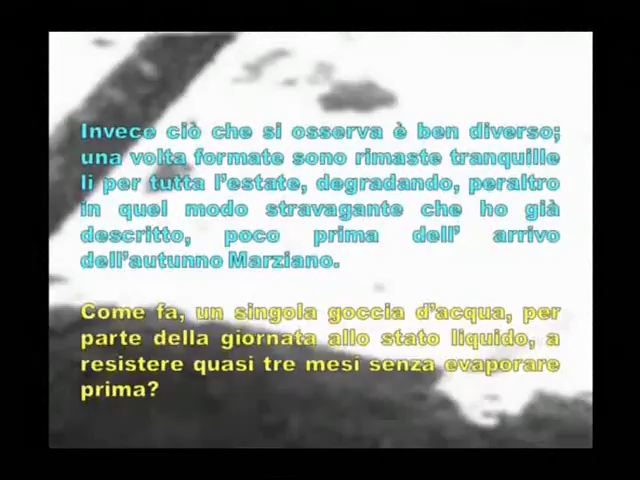 Invece ciò che si osserva è ben diverso;
una volta formate sono rimaste tranquille
lì per tutta l'estate, degradando, peraltro
in quel modo stravagante che ho già
descritto, poco prima dell' arrivo
dell'autunno Marziano.
Come fa, un singola goccia d'acqua, per
parte della giornata allo stato liquido, a
resistere quasi tre mesi senza evaporare
prima?